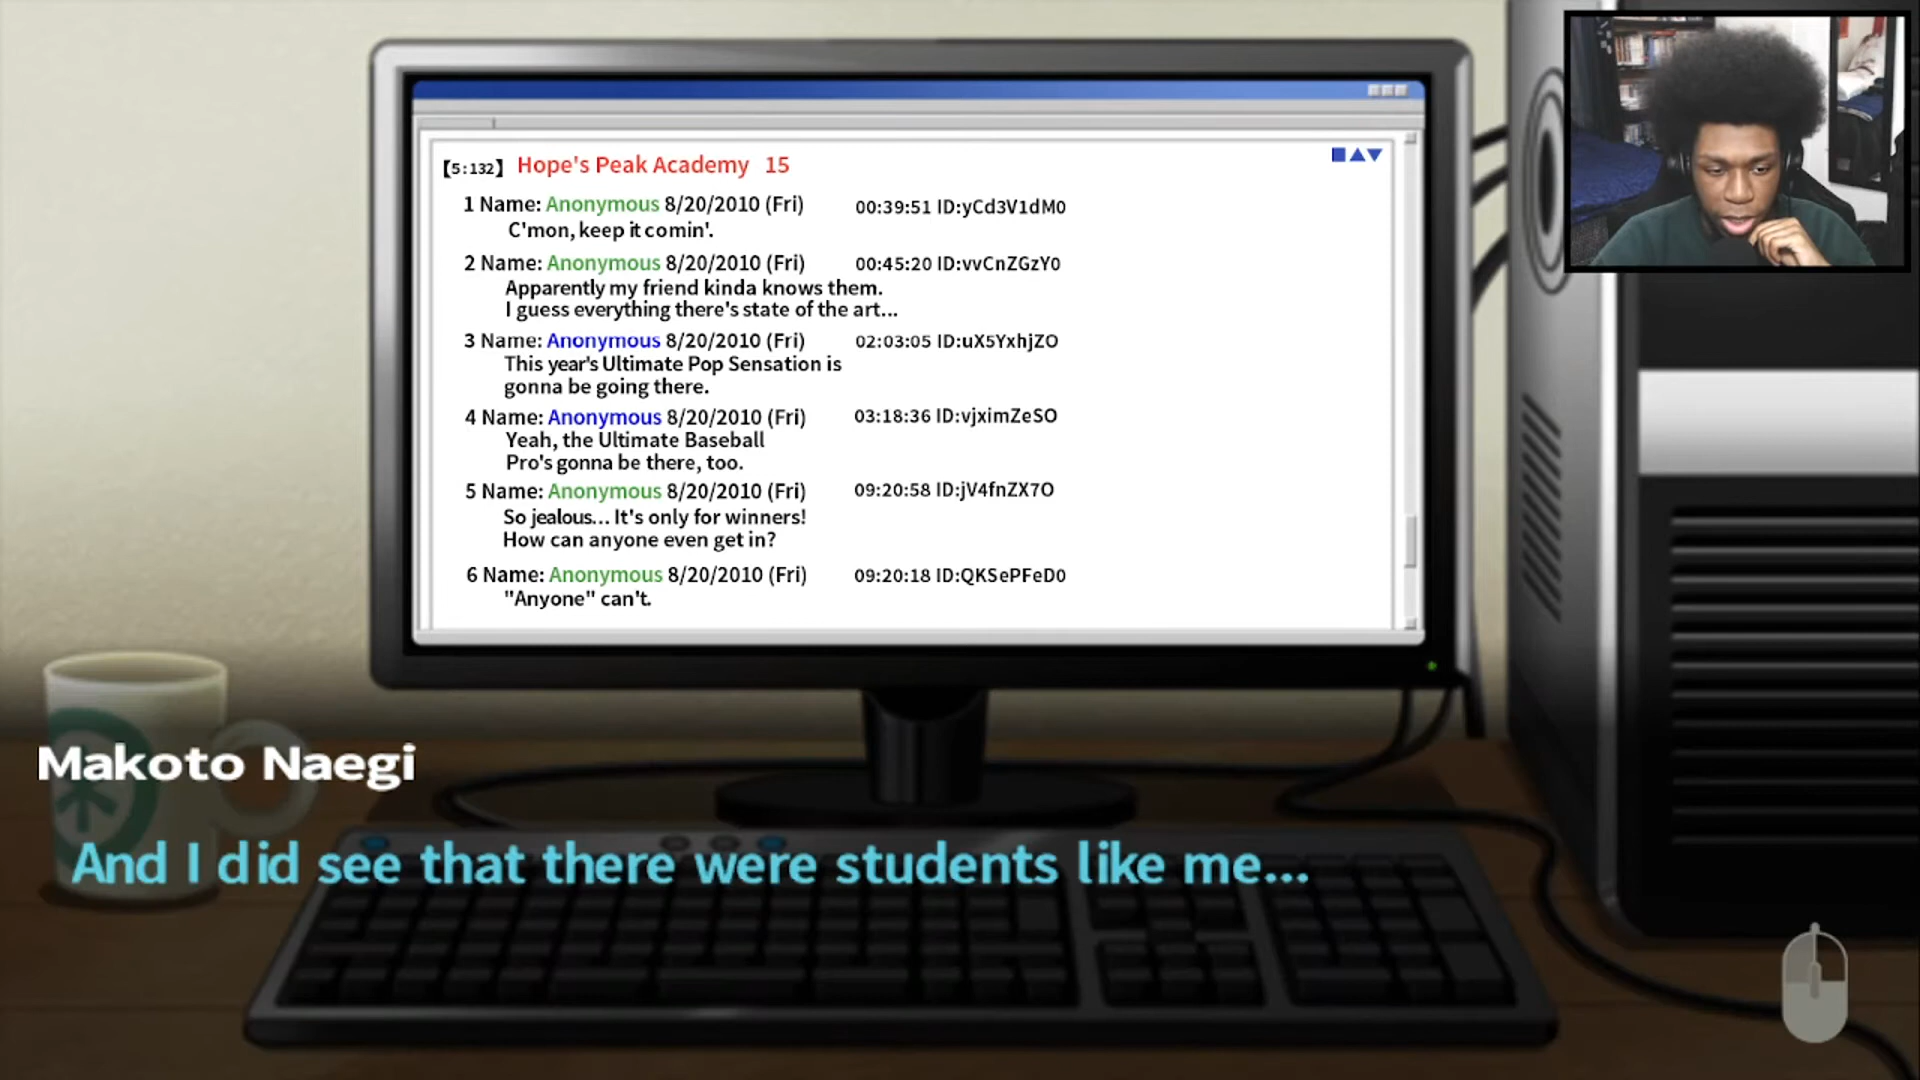 【5:132】 Hope's Peak Academy 15
1 Name: Anonymous 8/20/2010 (Fri) 00:39:51 ID:yCd3V1dM0
C'mon, keep it comin'.
2 Name: Anonymous 8/20/2010 (Fri) 00:45:20 ID:vvCnZGzY0
Apparently my friend kinda knows them.
I guess everything there's state of the art...
3 Name: Anonymous 8/20/2010 (Fri) 02:03:05 ID:uX5YxhjZO
This year's Ultimate Pop Sensation is
gonna be going there.
4 Name: Anonymous 8/20/2010 (Fri) 03:18:36 ID:vjximZeSO
Yeah, the Ultimate Baseball
Pro's gonna be there, too.
5 Name: Anonymous 8/20/2010 (Fri) 09:20:58 ID:jV4fnZX7O
So jealous... It's only for winners!
How can anyone even get in?
6 Name: Anonymous 8/20/2010 (Fri) 09:20:18 ID:QKSePFeD0
"Anyone" can't.
Makoto Naegi
And I did see that there were students like me...